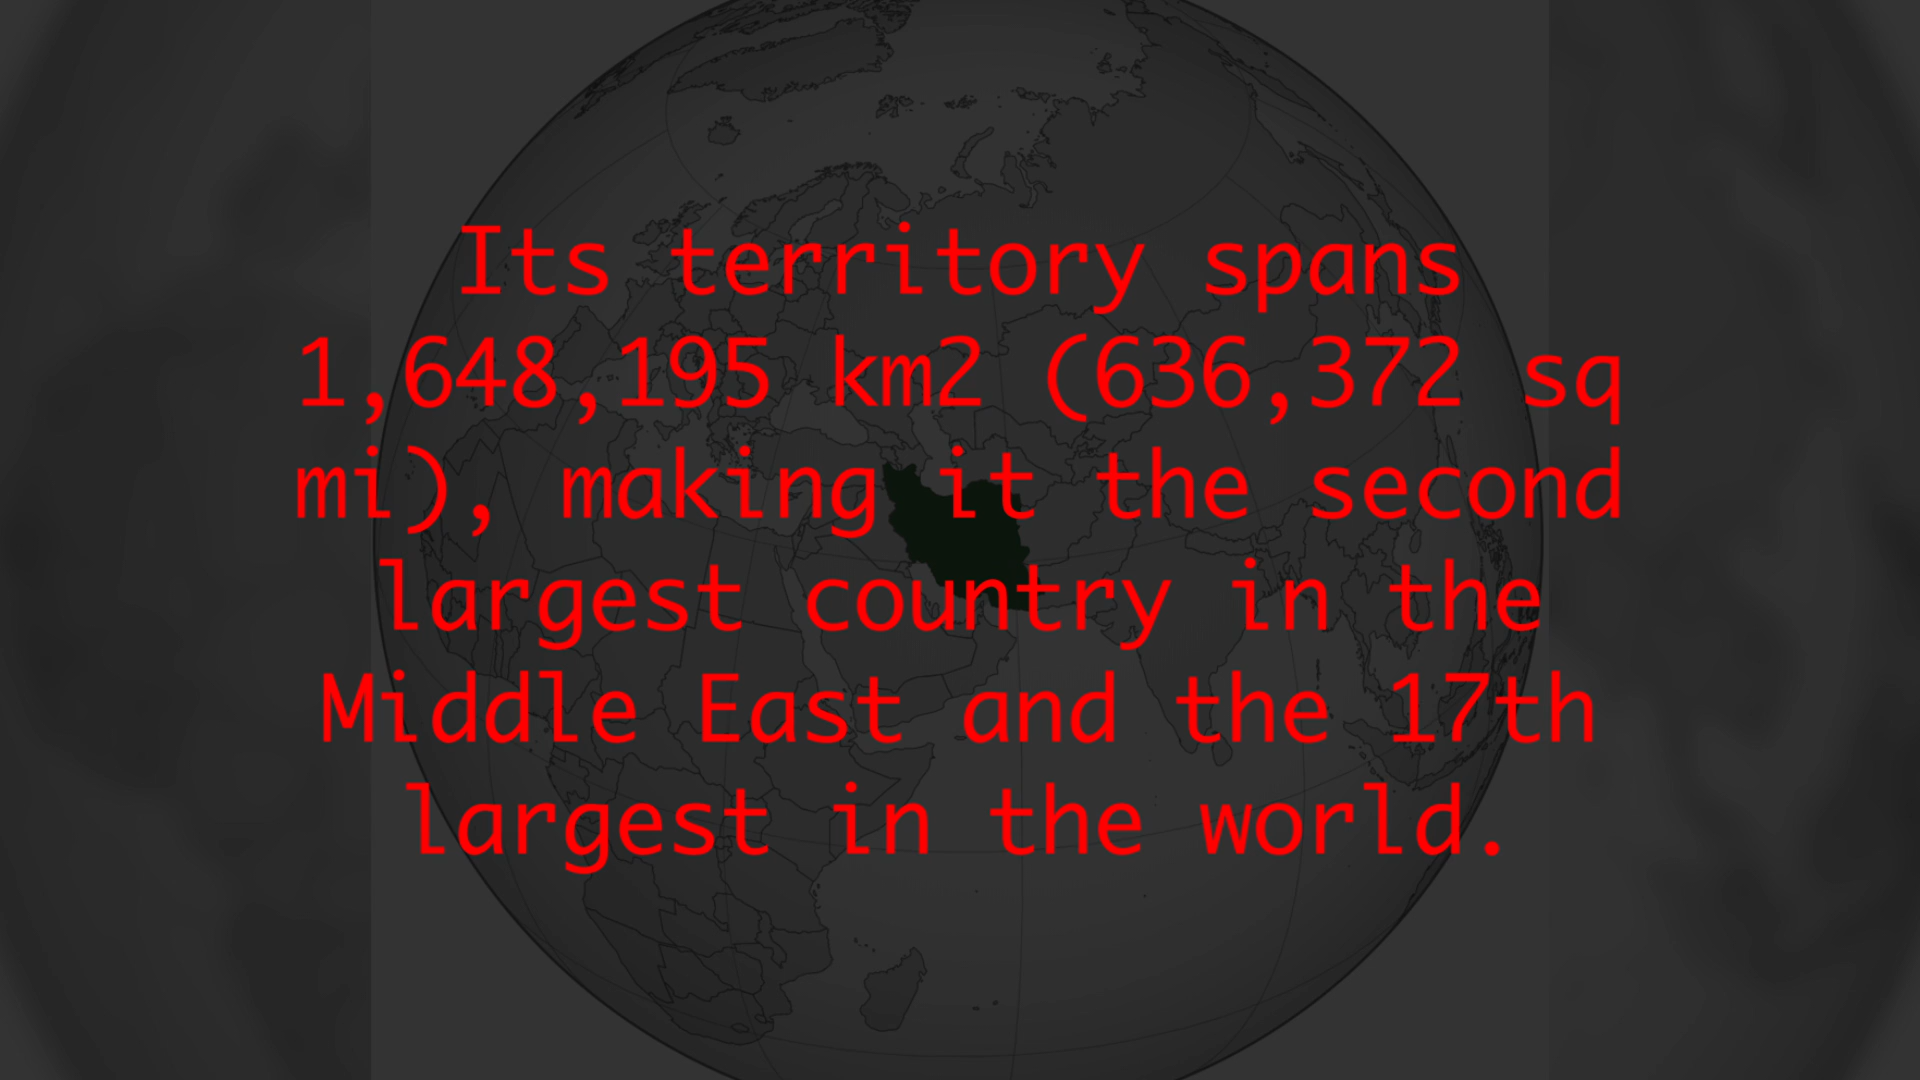 Its territory spans
1,648,195 km2 (636,372 sq
mi), making it the second
largest country in the
Middle East and the 17th
largest in the world.